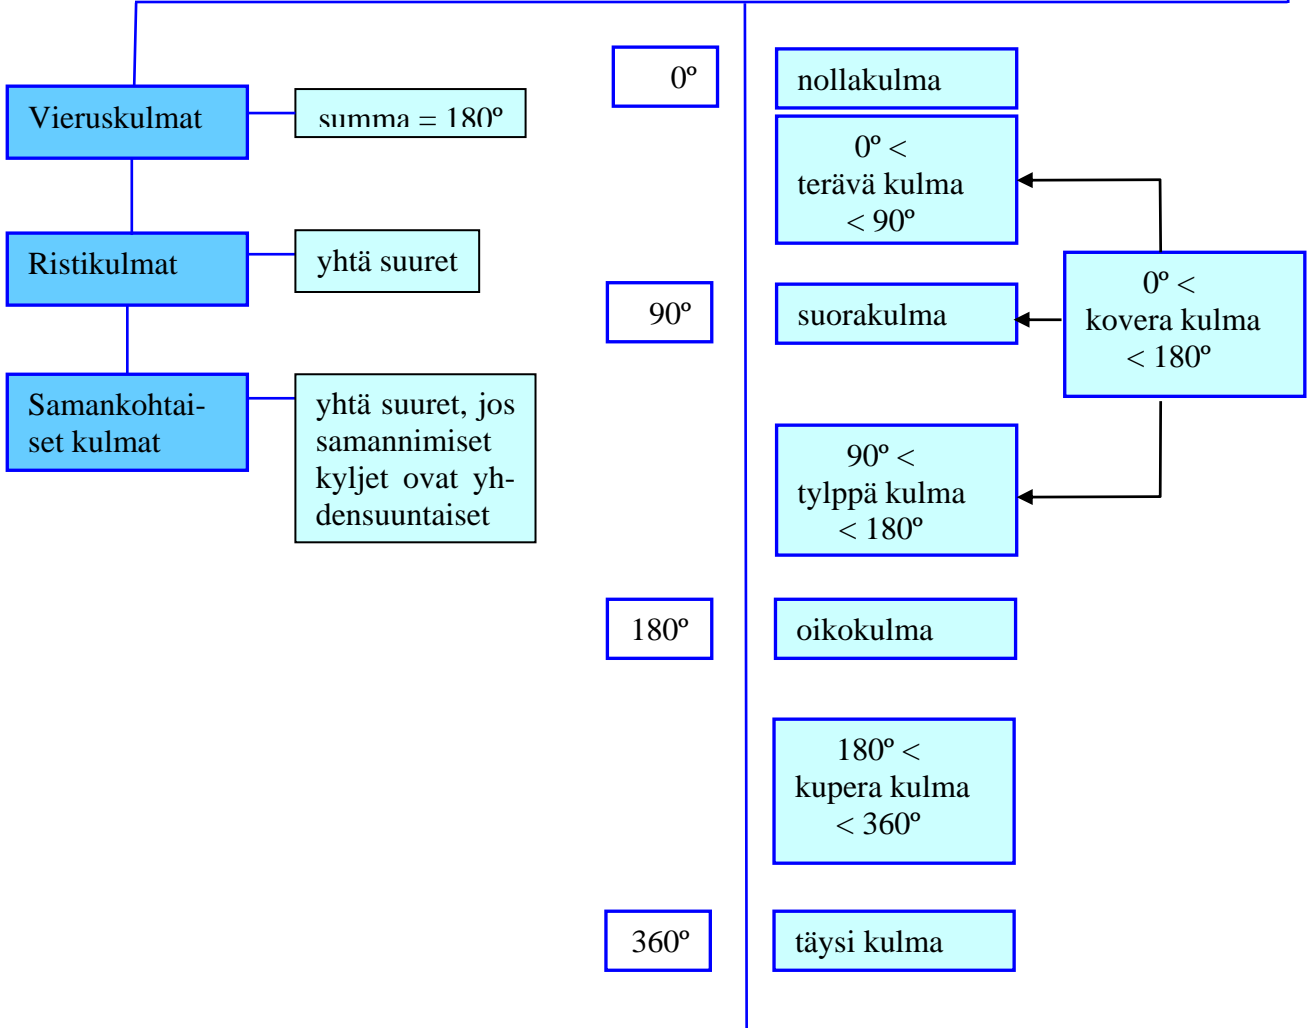 Vieruskulmat
summa = 180º
Ristikulmat
yhtä suuret
Samankohtai-
set kulmat
yhtä suuret, jos
samannimiset
kyljet ovat yh-
densuuntaiset
0º
nollakulma
0º <
terävä kulma
< 90º
90º
suorakulma
0º <
kovera kulma
< 180º
90º <
tylppä kulma
< 180º
180º
oikokulma
180º <
kupera kulma
< 360º
360º
täysi kulma